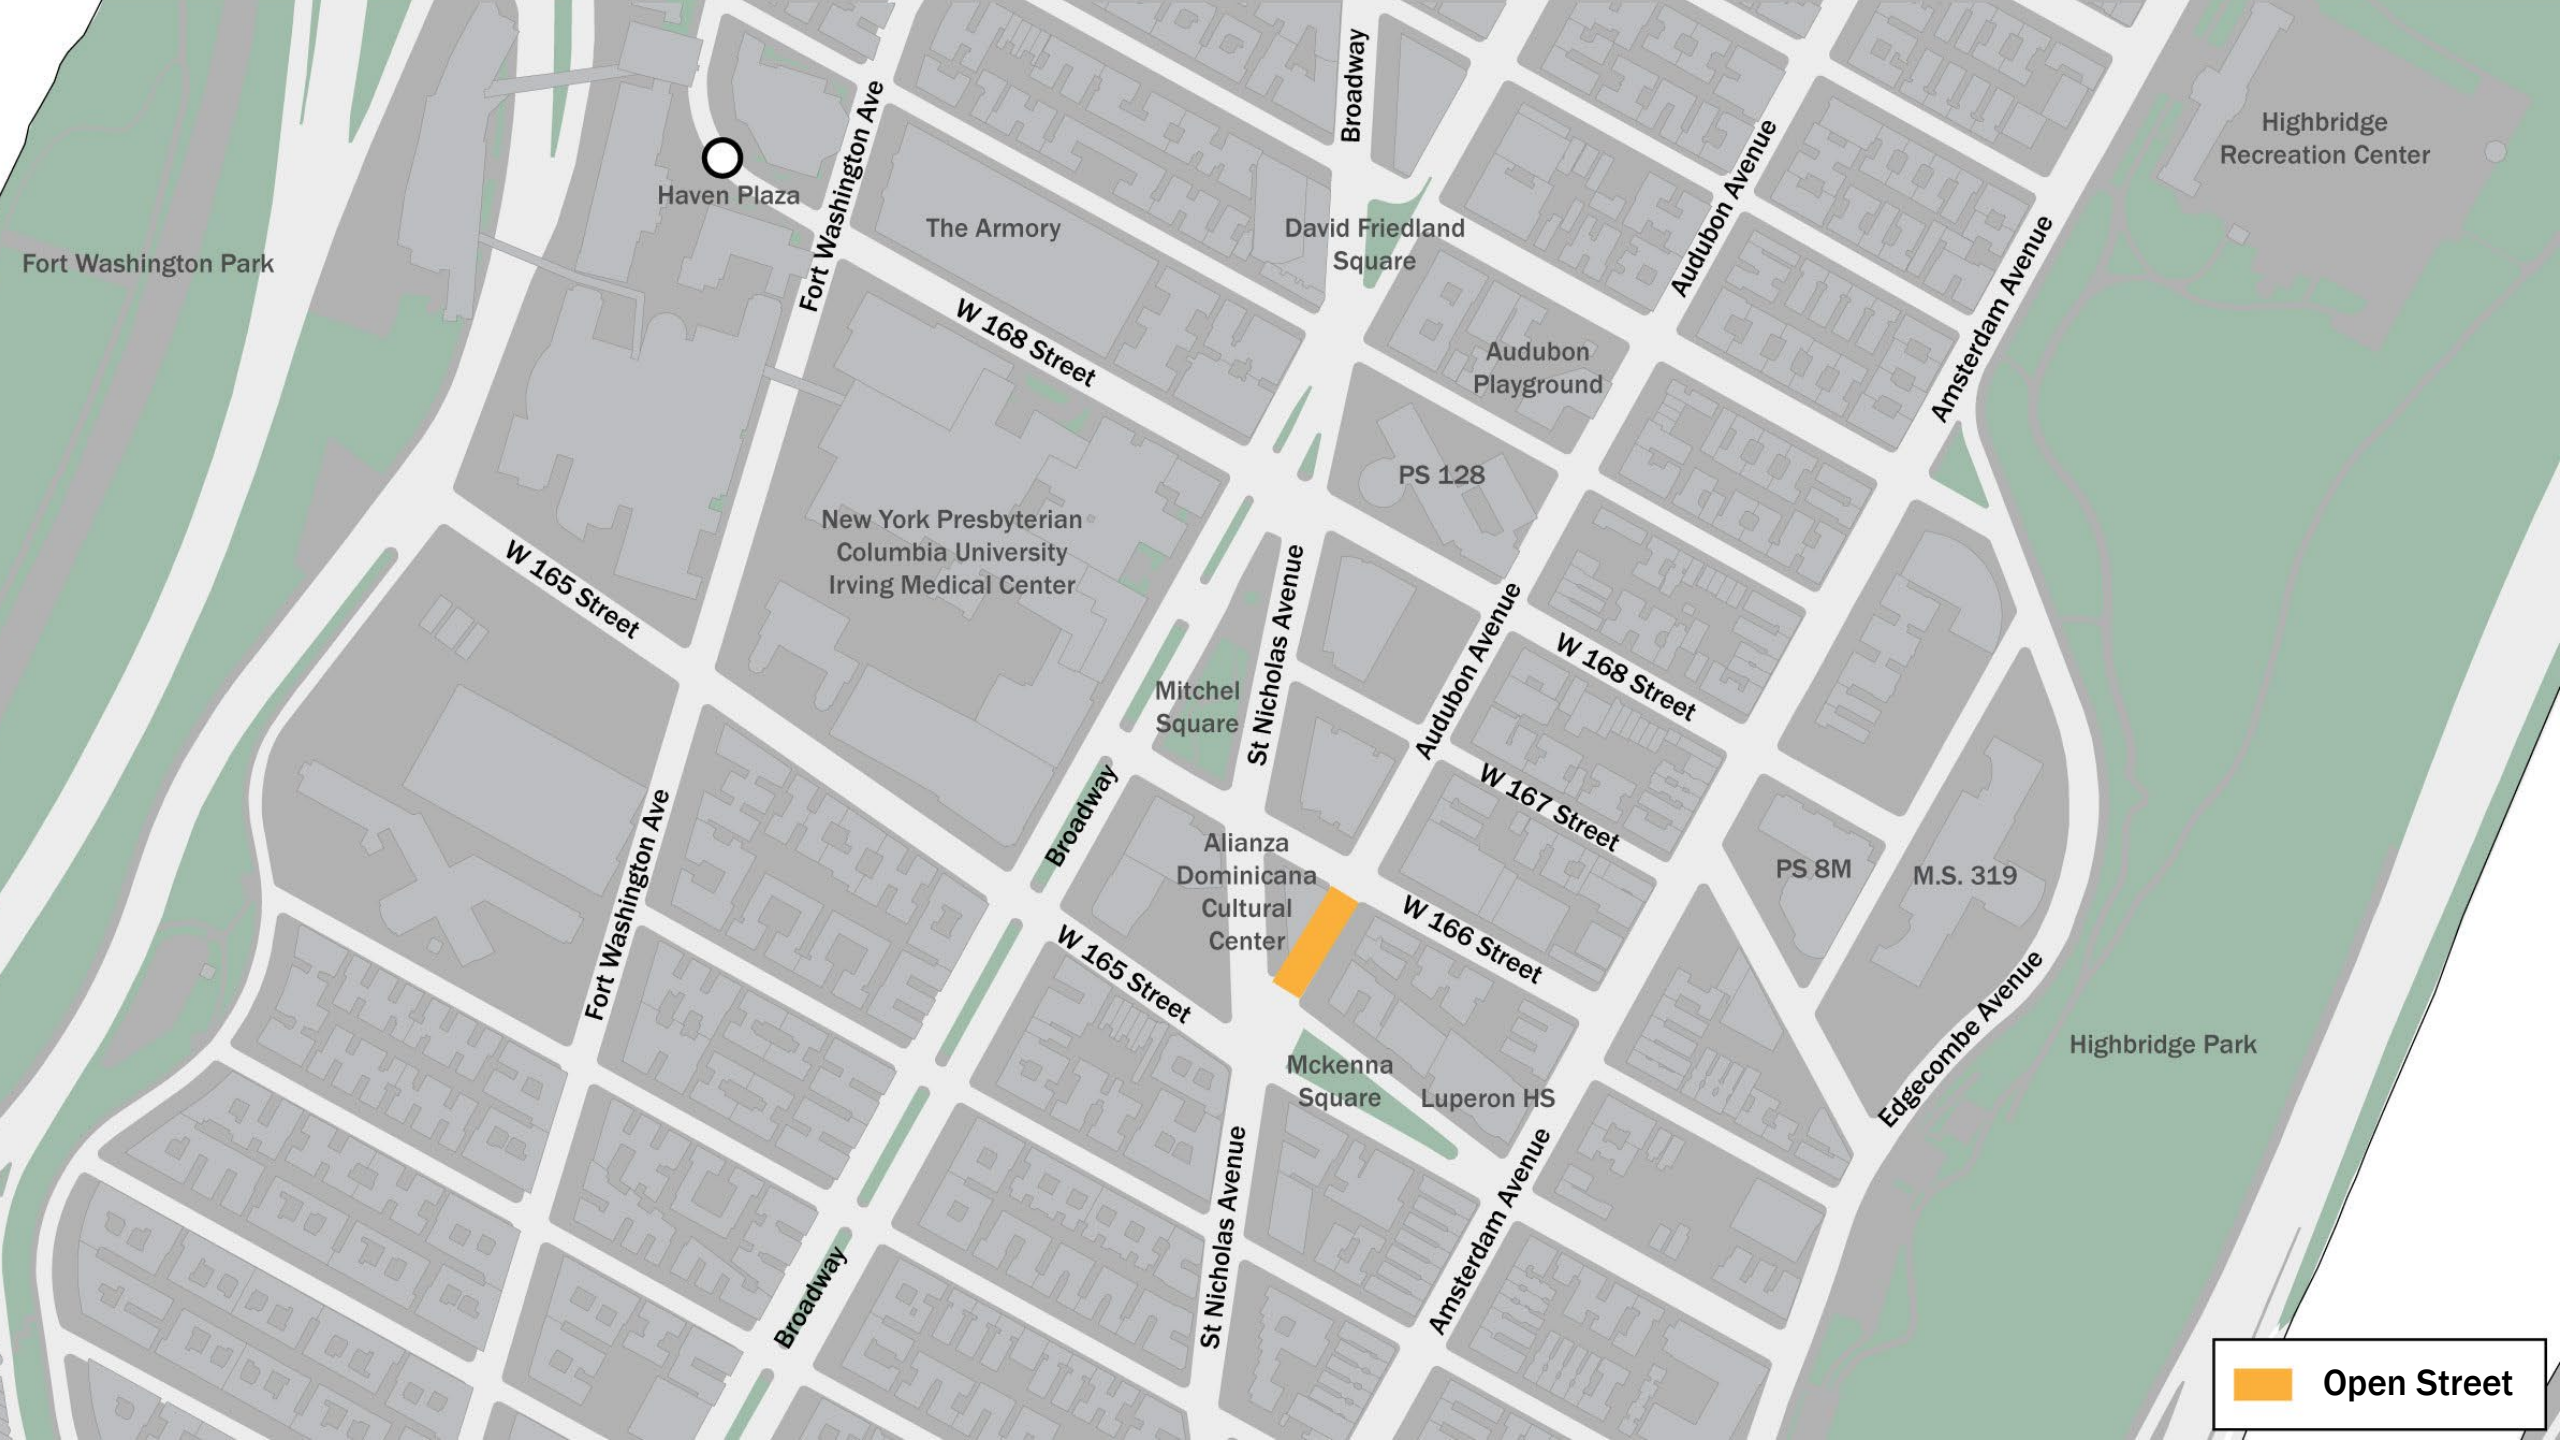 Broadway
Fort Washington Ave
Highbridge
Recreation Center
Audubon Avenue
Haven Plaza
The Armory
David Friedland
Square
Fort Washington Park
Amsterdam Avenue
W 168 Street
Audubon
Playground
PS 128
New York Presbyterian
Columbia University
Irving Medical Center
W 165 Street
St Nicholas Avenue
Audubon Avenue
W 168 Street
Mitchel
Square
W 167 Street
Broadway
Fort Washington Ave
Alianza
Dominicana
Cultural
Center
PS 8M
M.S. 319
W 166 Street
W 165 Street
Edgecombe Avenue
Highbridge Park
Mckenna
Square
Luperon HS
St Nicholas Avenue
Amsterdam Avenue
Broadway
Open Street